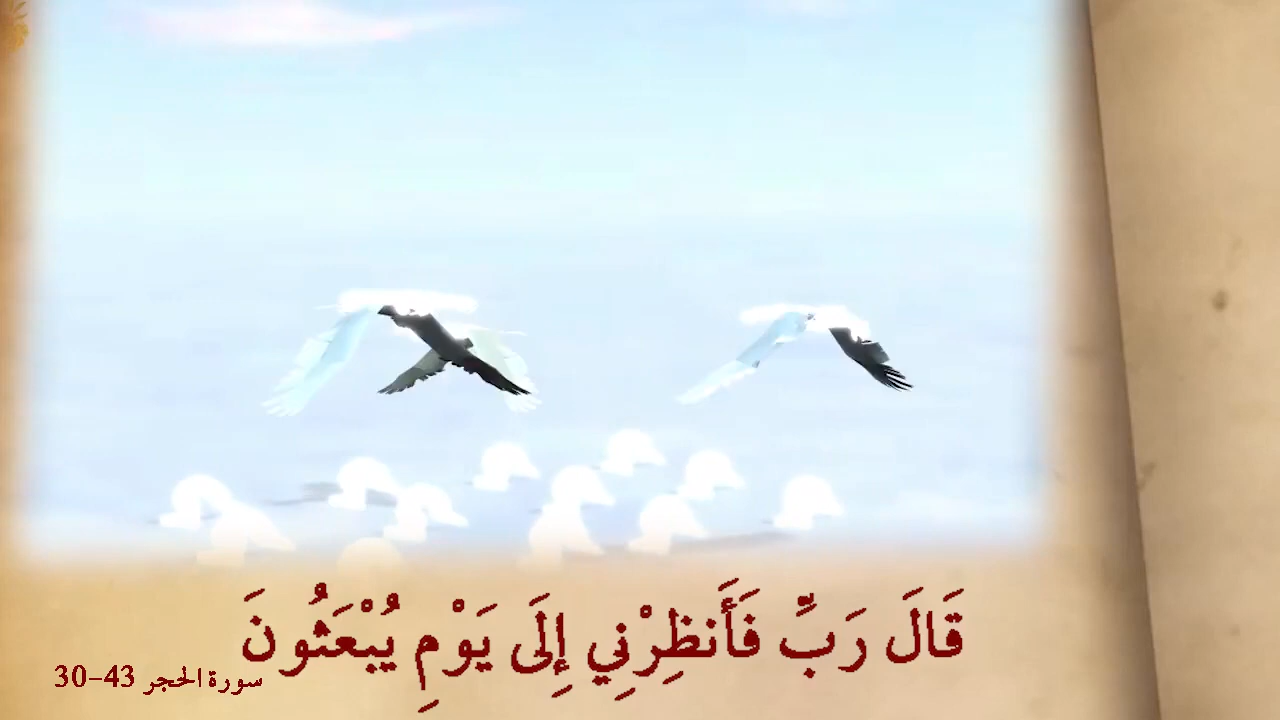 قَالَ رَبِّ فَأَنظِرْنِي إِلَى يَوْمِ يُبْعَثُونَ
سورة الحجر 43-30